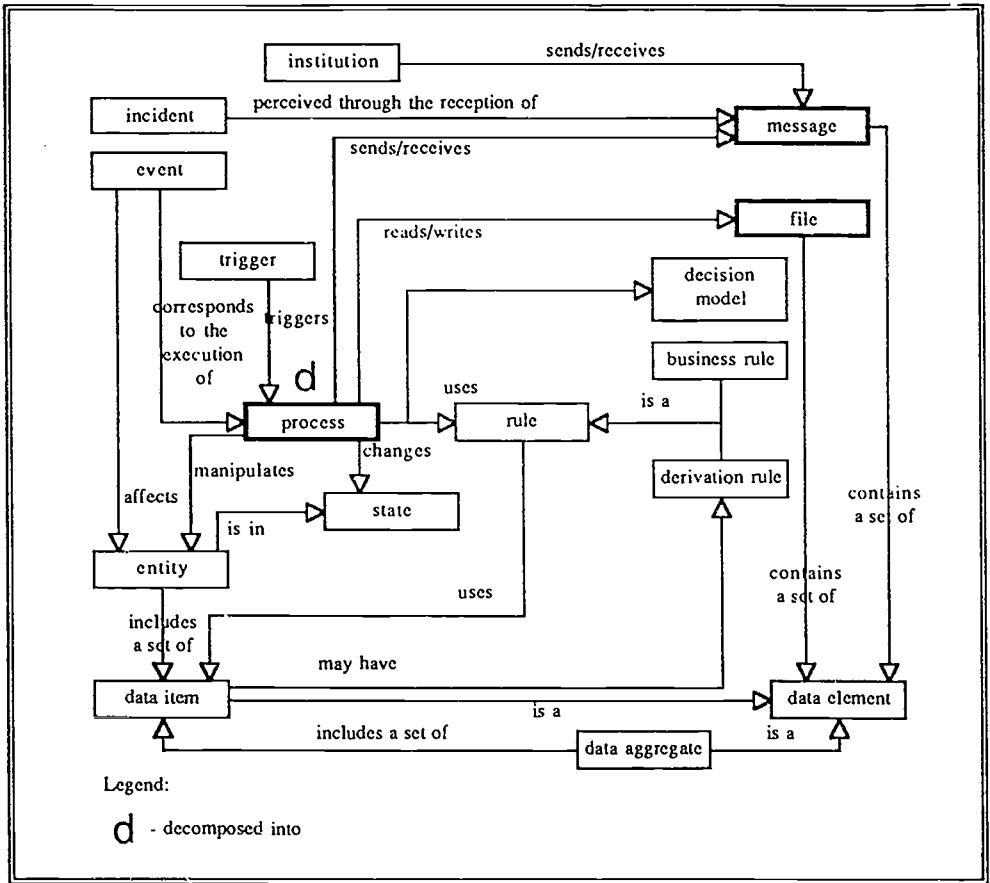 sends/receives
institution
perceived through the reception of
incident
message
sends/receives
event
file
reads/writes
trigger
decision
model
corresponds
to the
execution
of
triggers
business rule
d
uses
is a
process
rule
changes
manipulates
derivation rule
affects
state
contains
a set of
is in
entity
contains
a set of
uses
includes
a set of
may have
data item
data element
is a
includes a set of
data aggregate
is a
Legend:
d - decomposed into